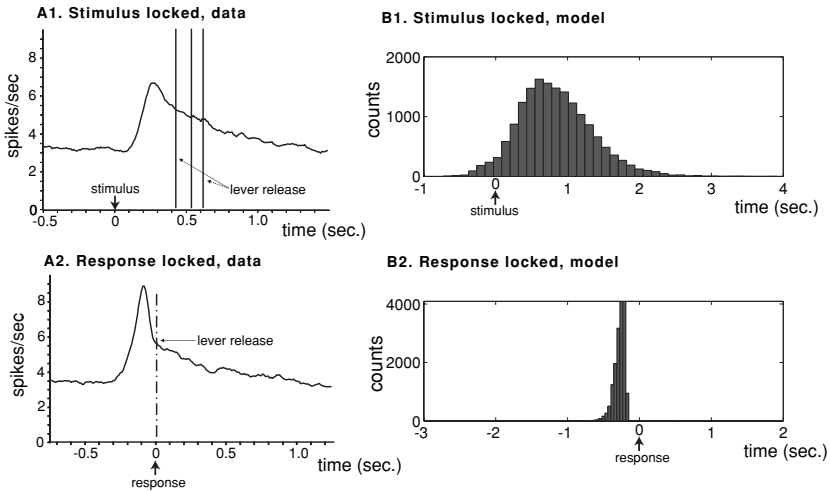 A1. Stimulus locked, data
spikes/sec
8
6
4
2
0
stimulus
lever release
-0.5
0
0.5
1.0
time (sec.)
B1. Stimulus locked, model
counts
2000
1000
0
-1
0
1
2
3
4
time (sec.)
stimulus
A2. Response locked, data
spikes/sec
8
6
4
2
0
lever release
-0.5
0
0.5
1.0
time (sec.)
response
B2. Response locked, model
counts
4000
2000
0
-3
-2
-1
0
1
2
time (sec.)
response